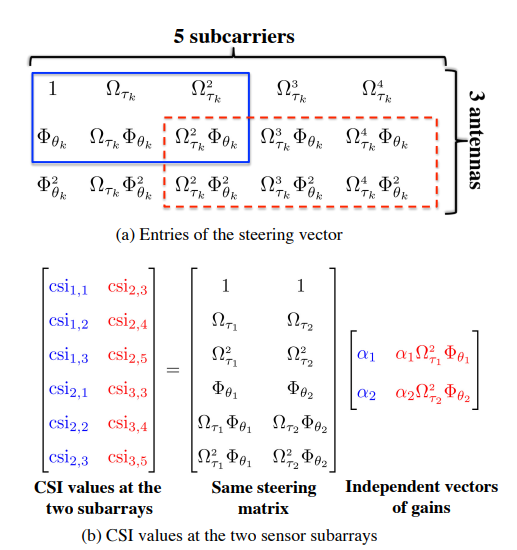 5 subcarriers
1 Ω_{τ_k} Ω²_{τ_k} Ω³_{τ_k} Ω⁴_{τ_k}
Φ_{θ_k} Ω_{τ_k}Φ_{θ_k} Ω²_{τ_k}Φ_{θ_k} Ω³_{τ_k}Φ_{θ_k} Ω⁴_{τ_k}Φ_{θ_k}
Φ²_{θ_k} Ω_{τ_k}Φ²_{θ_k} Ω²_{τ_k}Φ²_{θ_k} Ω³_{τ_k}Φ²_{θ_k} Ω⁴_{τ_k}Φ²_{θ_k}
3 antennas
(a) Entries of the steering vector
csi_{1,1} csi_{2,3} 1 1
csi_{1,2} csi_{2,4} Ω_{τ_1} Ω_{τ_2}
csi_{1,3} csi_{2,5} Ω²_{τ_1} Ω²_{τ_2} α_1 α_1Ω²_{τ_1}Φ_{θ_1}
=
csi_{2,1} csi_{3,3} Φ_{θ_1} Φ_{θ_2} α_2 α_2Ω²_{τ_2}Φ_{θ_2}
csi_{2,2} csi_{3,4} Ω_{τ_1}Φ_{θ_1} Ω_{τ_2}Φ_{θ_2}
csi_{2,3} csi_{3,5} Ω²_{τ_1}Φ_{θ_1} Ω²_{τ_2}Φ_{θ_2}
CSI values at the
two subarrays
Same steering
matrix
Independent vectors
of gains
(b) CSI values at the two sensor subarrays